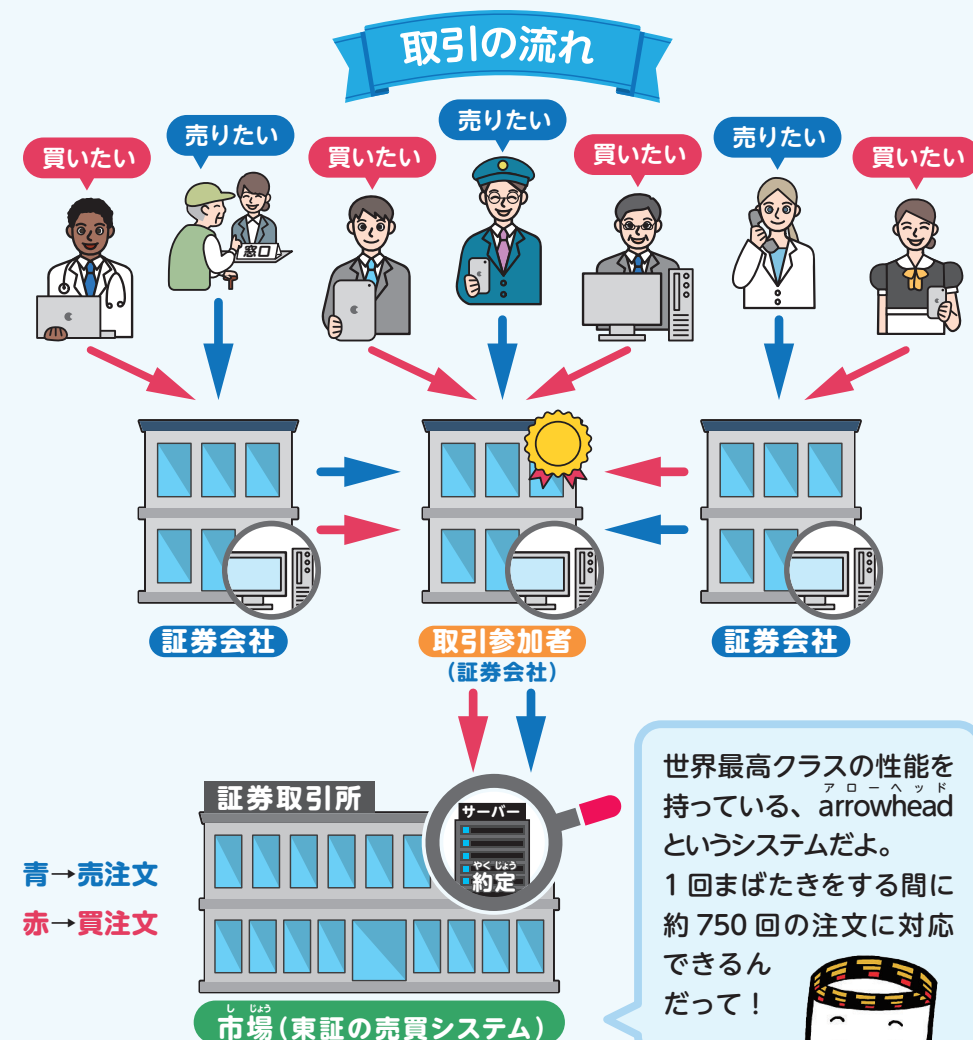 取引の流れ
買いたい
売りたい
買いたい
売りたい
買いたい
売りたい
買いたい
窓口
証券会社
取引参加者
(証券会社)
証券会社
証券取引所
サーバー
やくじょう
約定
青→売注文
赤→買注文
しじょう
市場(東証の売買システム)
世界最高クラスの性能を
アローヘッド
持っている、arrowhead
というシステムだよ。
1回まばたきをする間に
約750回の注文に対応
できるん
だって!